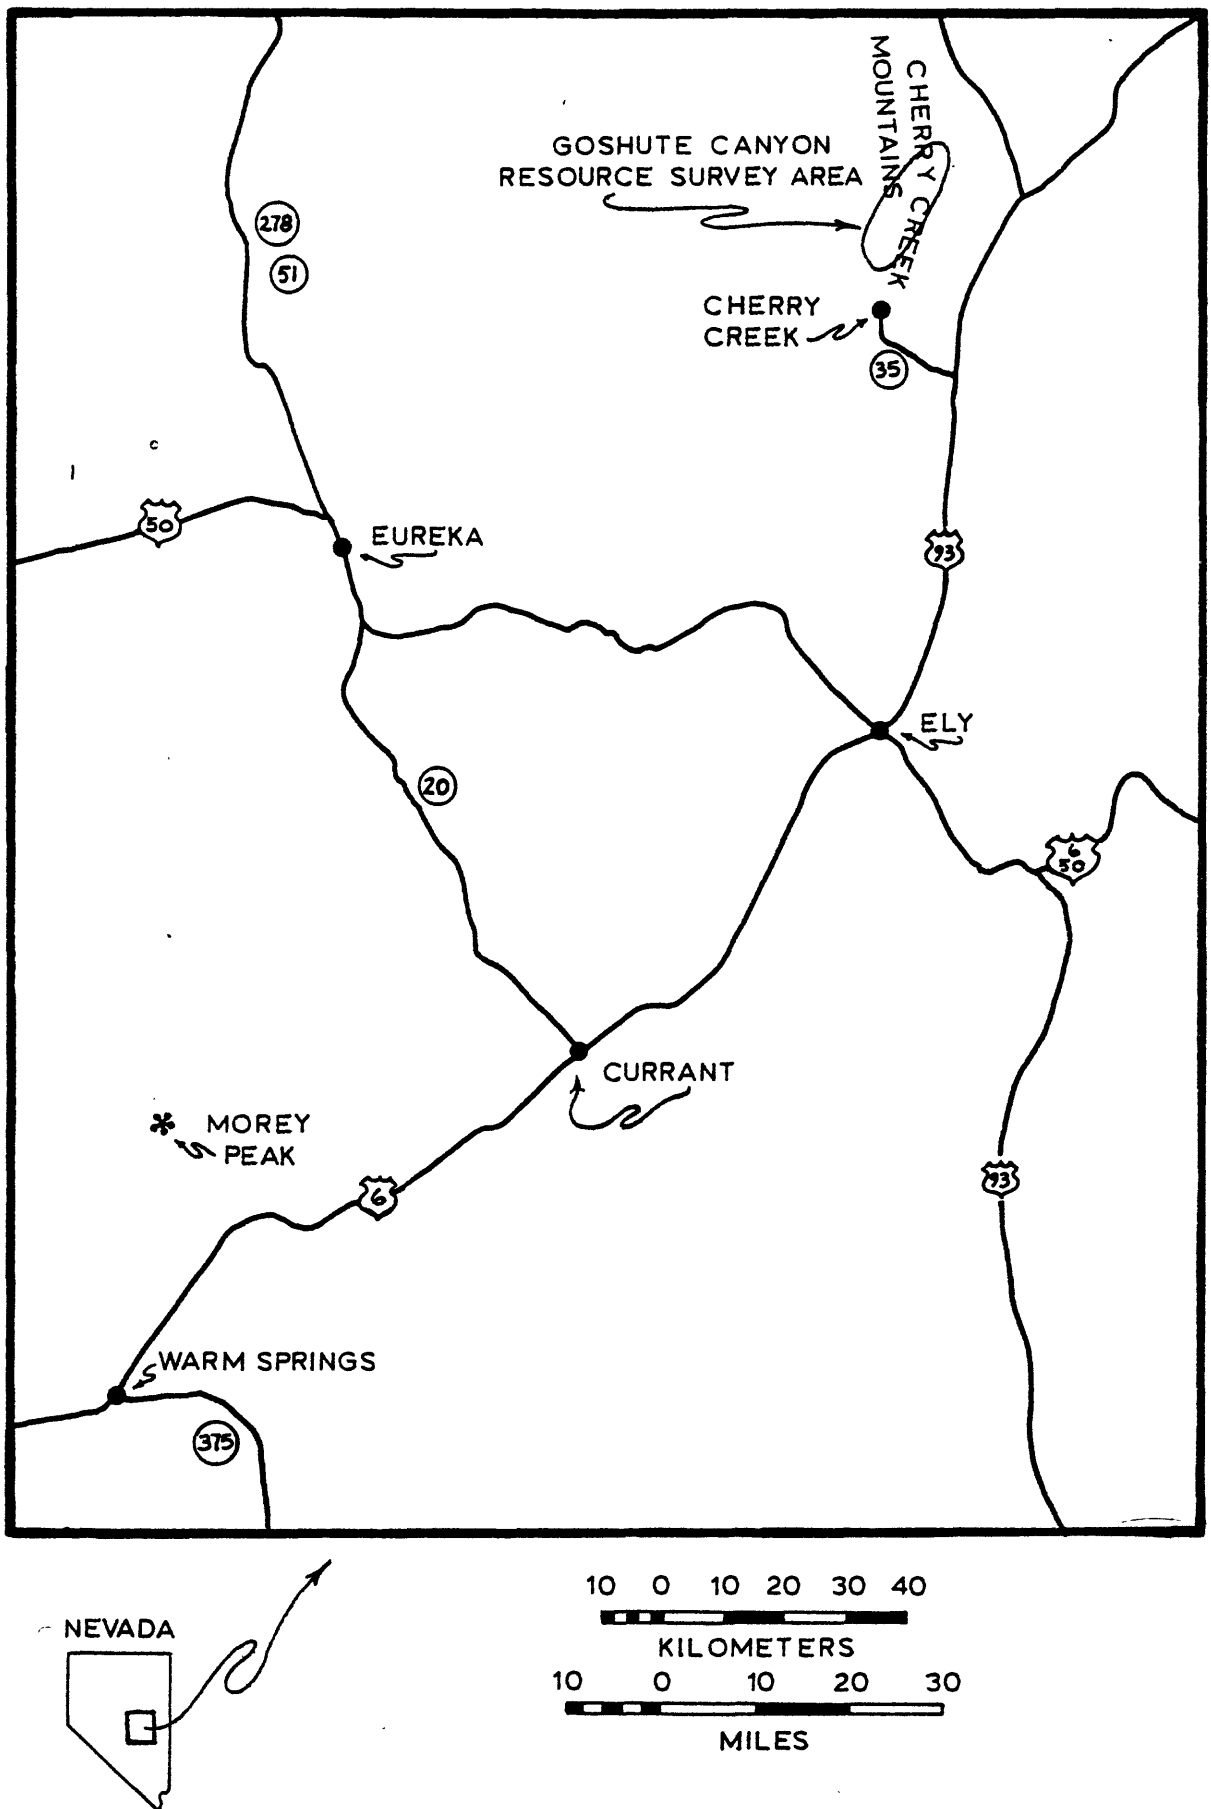 CHERRY CREEK
MOUNTAINS
GOSHUTE CANYON
RESOURCE SURVEY AREA
278
51
CHERRY
CREEK
35
50
EUREKA
93
ELY
20
6
50
CURRANT
MOREY
PEAK
6
93
WARM SPRINGS
375
10 0 10 20 30 40
KILOMETERS
NEVADA
10 0 10 20 30
MILES